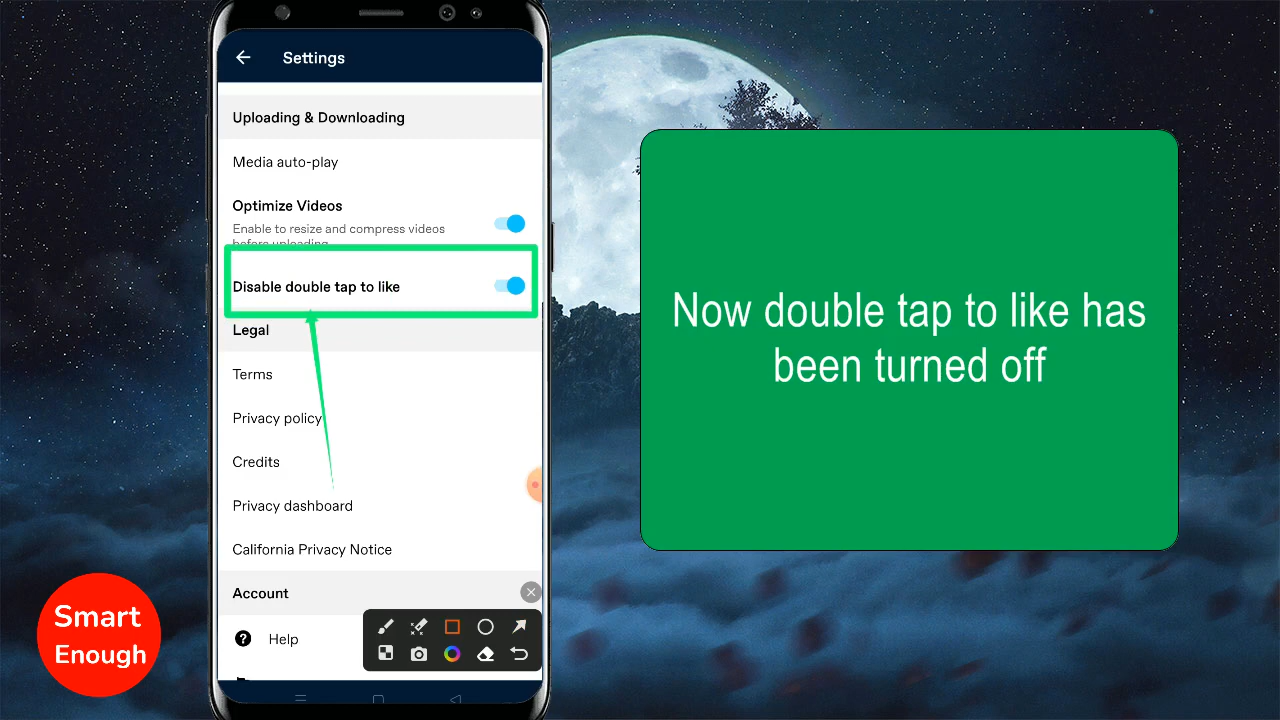 Settings
Uploading & Downloading
Media auto-play
Optimize Videos
Enable to resize and compress videos
before uploading
Disable double tap to like
Legal
Terms
Privacy policy
Credits
Privacy dashboard
California Privacy Notice
Account
Help
Now double tap to like has
been turned off
Smart
Enough